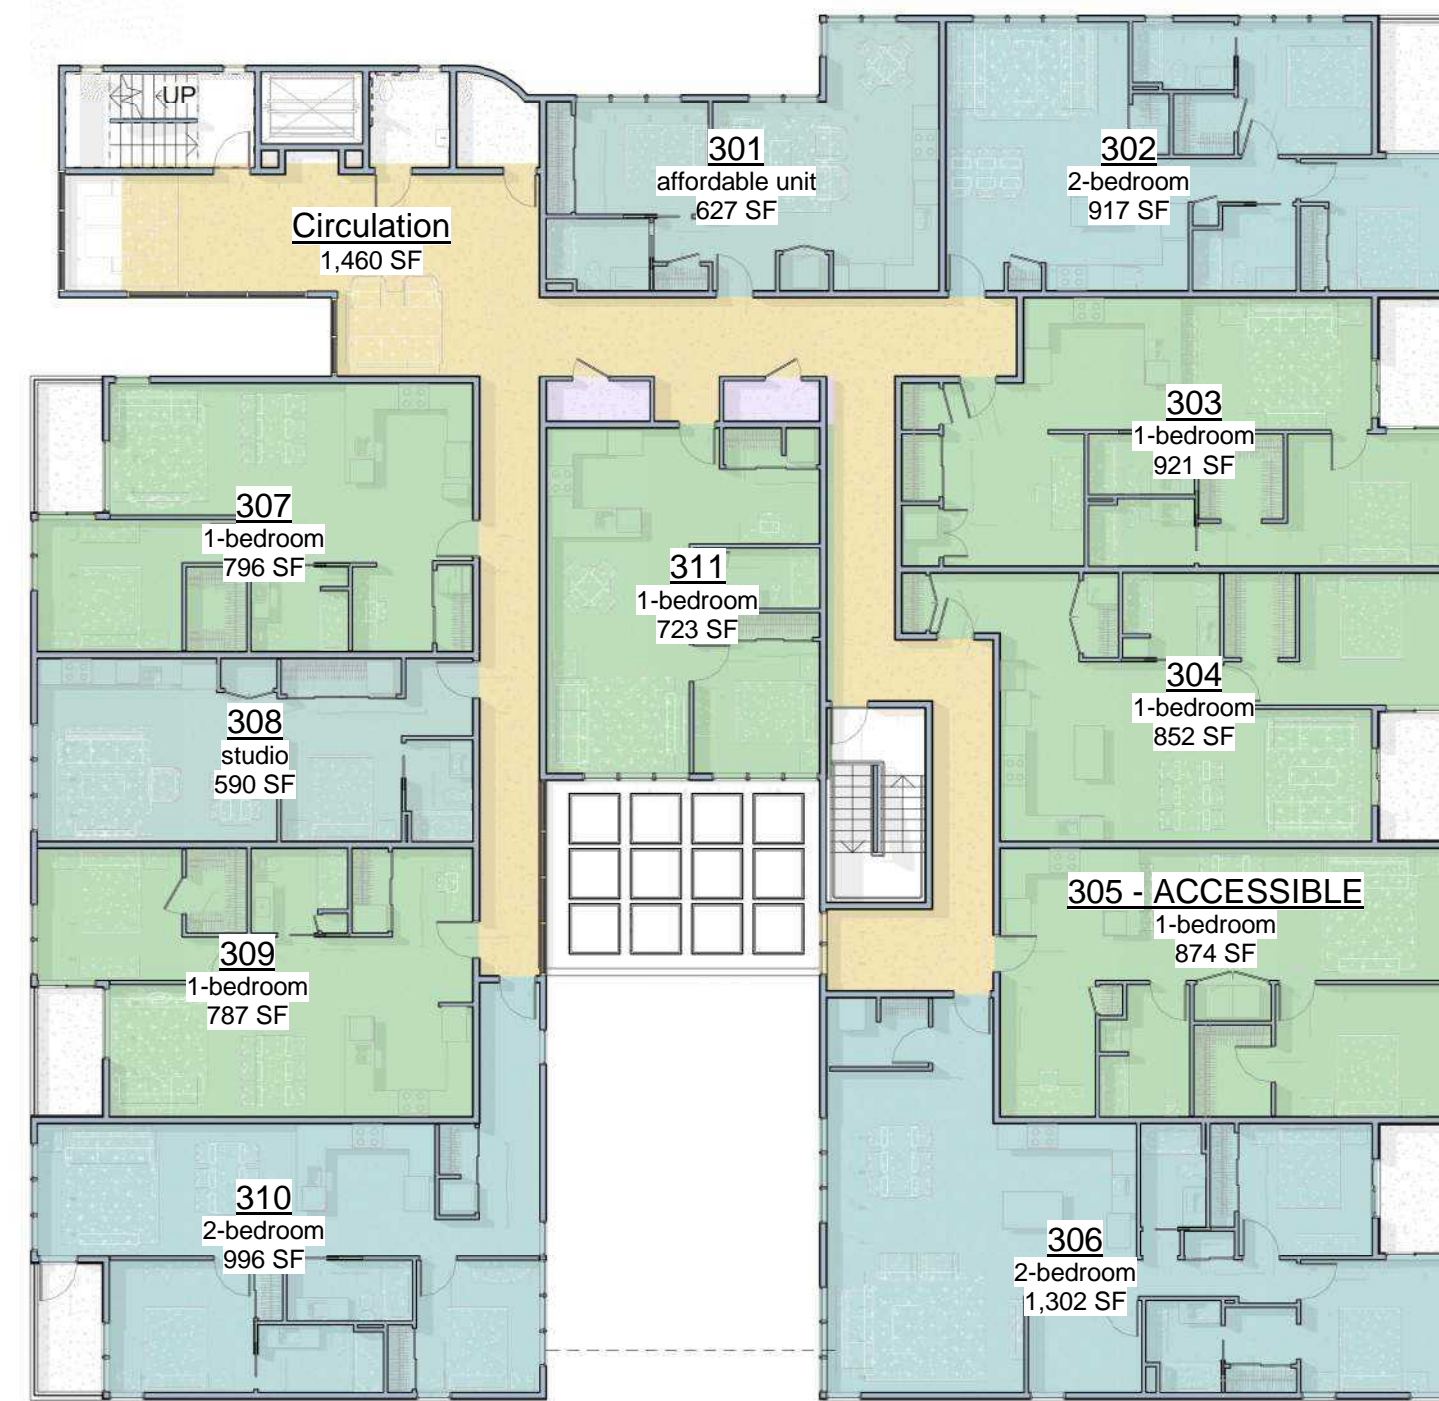 UP
301
affordable unit
627 SF
302
2-bedroom
917 SF
Circulation
1,460 SF
303
1-bedroom
921 SF
307
1-bedroom
796 SF
311
1-bedroom
723 SF
304
1-bedroom
852 SF
308
studio
590 SF
305 - ACCESSIBLE
1-bedroom
874 SF
309
1-bedroom
787 SF
310
2-bedroom
996 SF
306
2-bedroom
1,302 SF